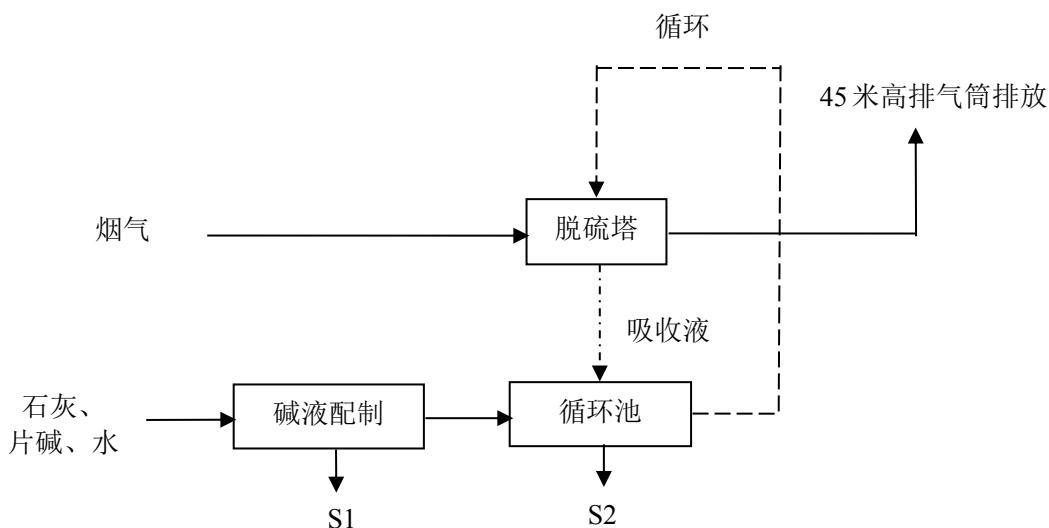 循环
45米高排气筒排放
烟气
脱硫塔
吸收液
石灰、
片碱、水
碱液配制
循环池
S1
S2